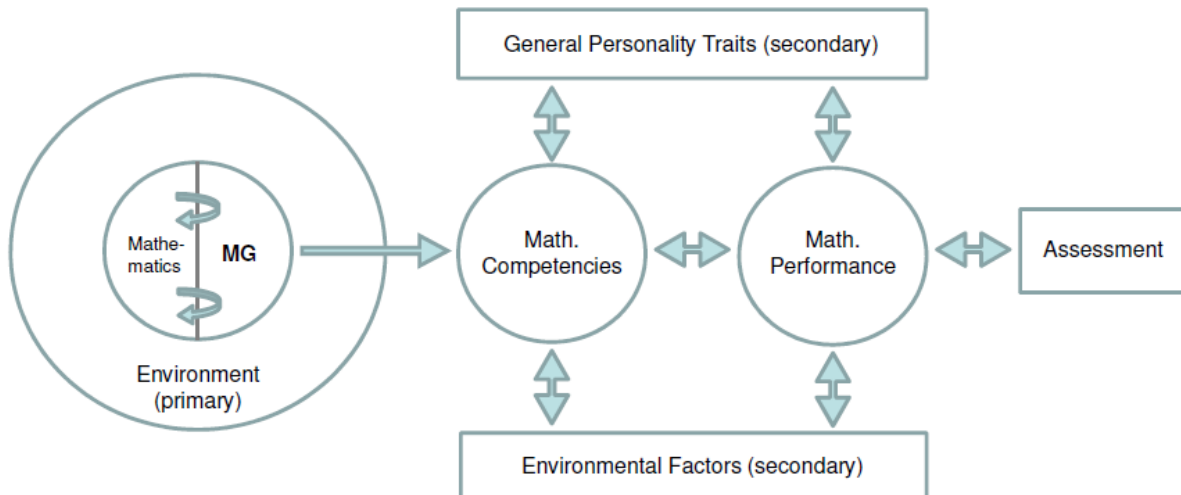 General Personality Traits (secondary)
Mathe-
matics
MG
Environment
(primary)
Math.
Competencies
Math.
Performance
Assessment
Environmental Factors (secondary)